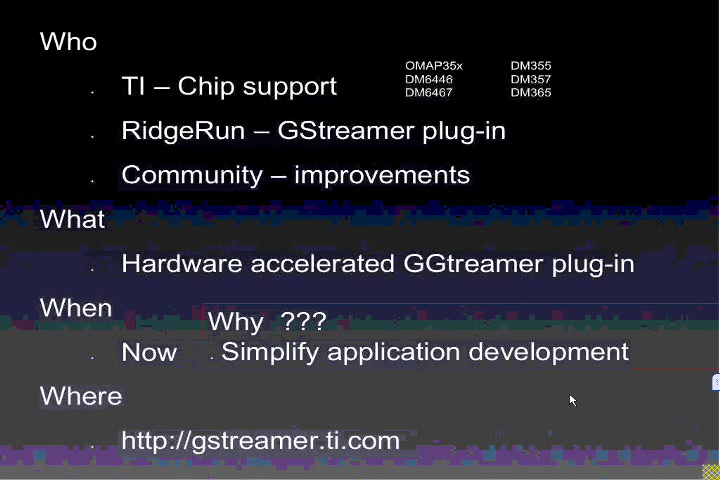 Who
TI – Chip support
OMAP35x DM355
DM6446 DM357
DM6467 DM365
RidgeRun – GStreamer plug-in
Community – improvements
What
Hardware accelerated GGtreamer plug-in
When
Why ???
Now
Simplify application development
Where
http://gstreamer.ti.com